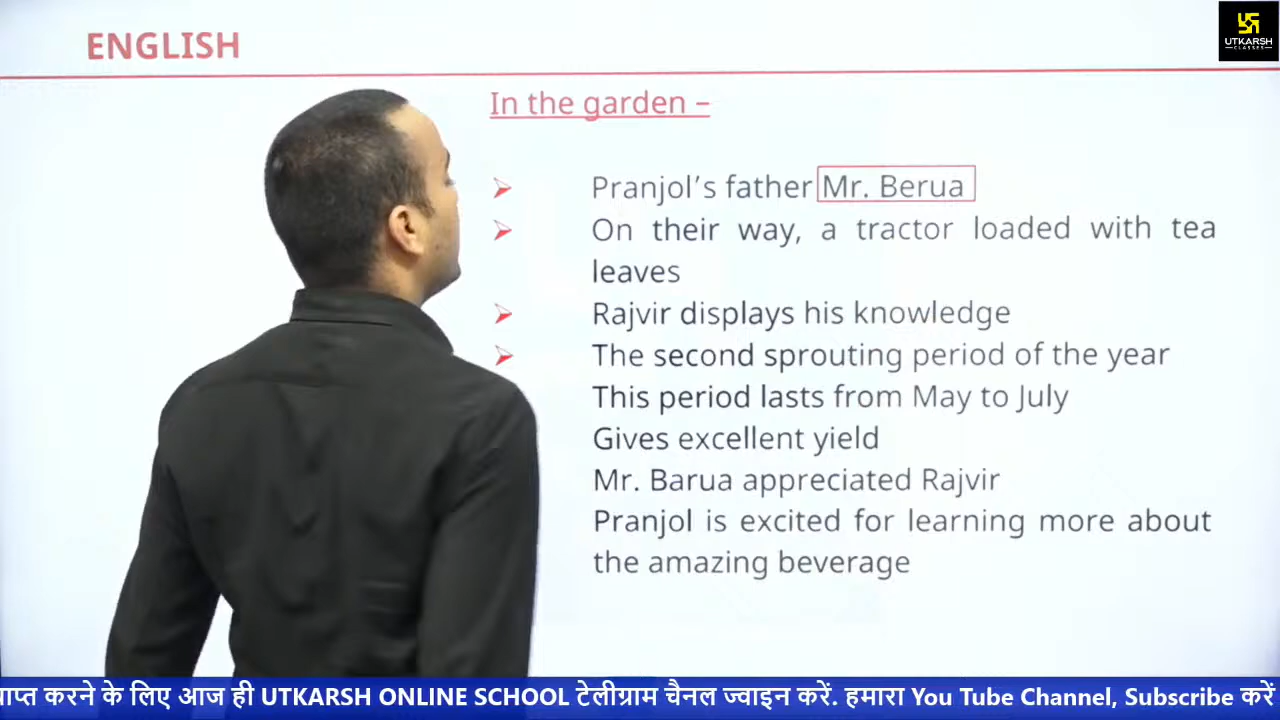 ENGLISH
UTKARSH
CLASSES
In the garden –
Pranjol’s father Mr. Berua
On their way, a tractor loaded with tea
leaves
Rajvir displays his knowledge
The second sprouting period of the year
This period lasts from May to July
Gives excellent yield
Mr. Barua appreciated Rajvir
Pranjol is excited for learning more about
the amazing beverage
करने के लिए आज ही UTKARSH ONLINE SCHOOL टेलीग्राम चैनल ज्वाइन करें. हमारा You Tube Channel, Subscribe करें